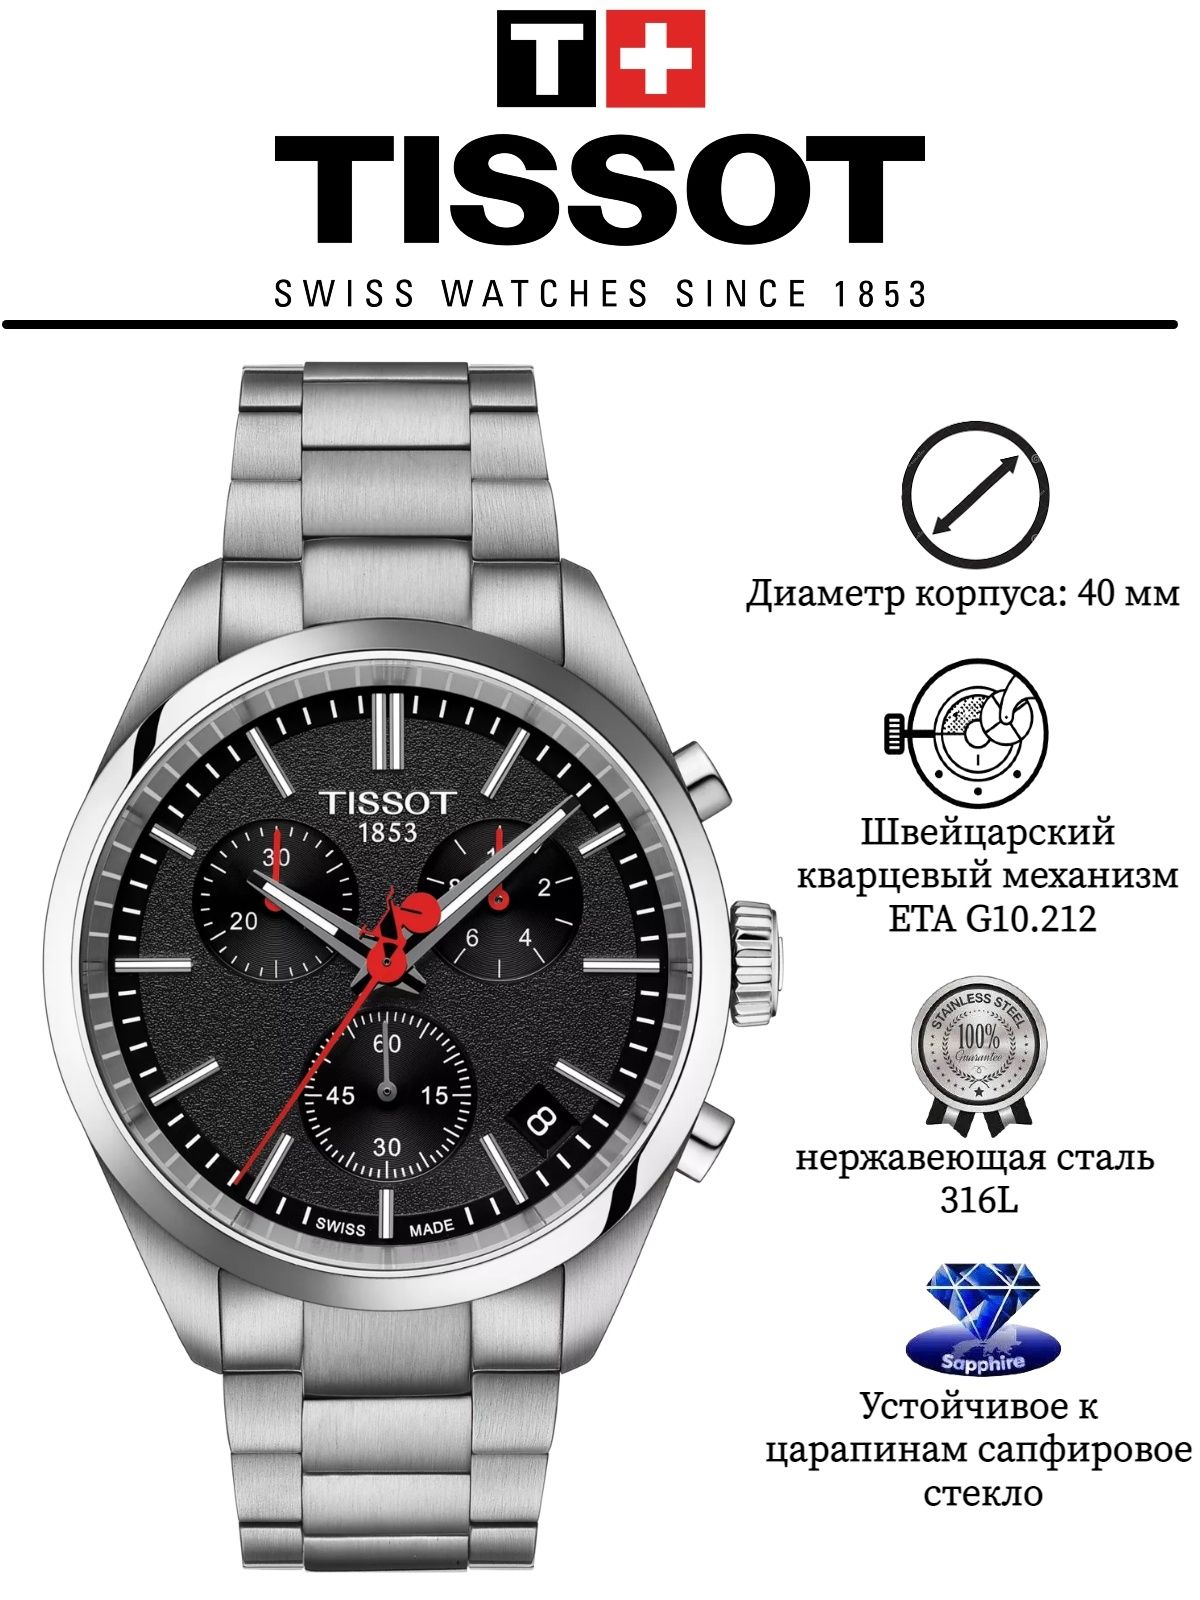 T
TISSOT
SWISS WATCHES SINCE 1853
TISSOT
1853
30
20
2
4
6
8
60
45
15
30
8
SWISS MADE
Диаметр корпуса: 40 мм
Швейцарский
кварцевый механизм
ETA G10.212
STAINLESS STEEL
100%
Guarantee
нержавеющая сталь
316L
Sapphire
Устойчивое к
царапинам сапфировое
стекло